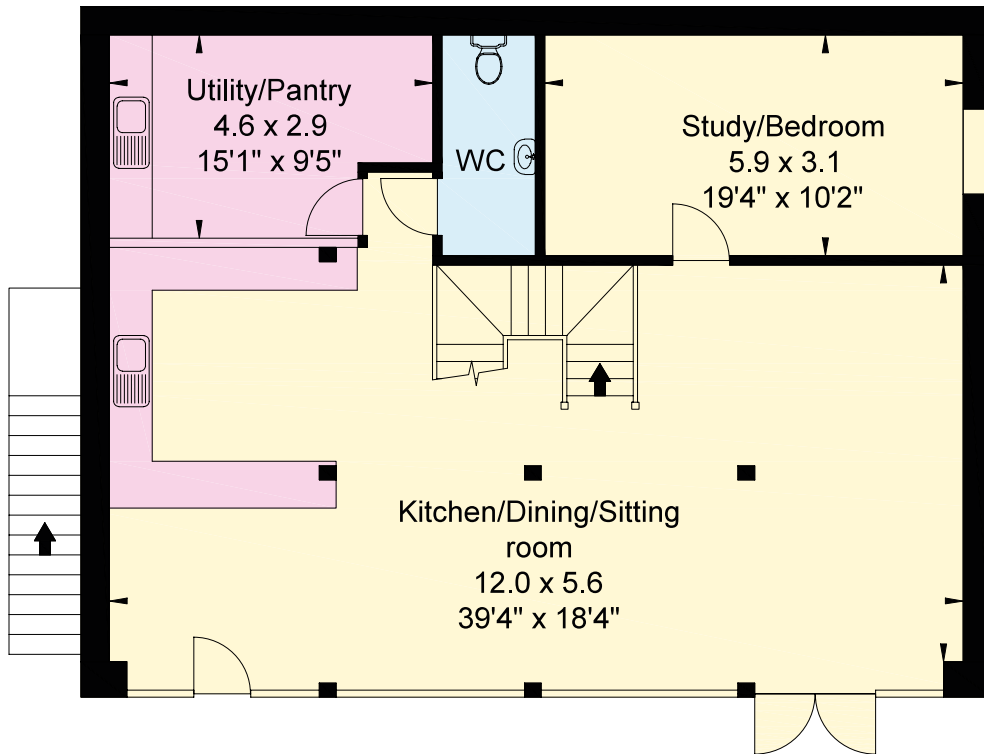 Utility/Pantry
4.6 x 2.9
15'1" x 9'5"
WC
Study/Bedroom
5.9 x 3.1
19'4" x 10'2"
Kitchen/Dining/Sitting
room
12.0 x 5.6
39'4" x 18'4"